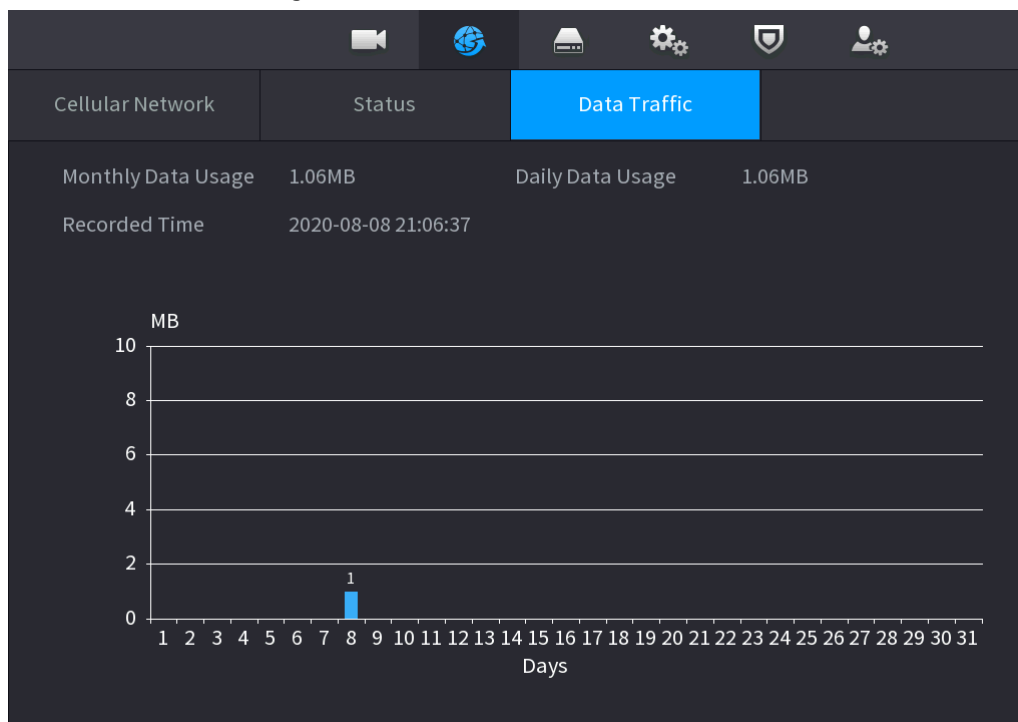 Cellular Network Status Data Traffic
Monthly Data Usage 1.06MB Daily Data Usage 1.06MB
Recorded Time 2020-08-08 21:06:37
MB
10
8
6
4
2
1
0
1 2 3 4 5 6 7 8 9 10 11 12 13 14 15 16 17 18 19 20 21 22 23 24 25 26 27 28 29 30 31
Days